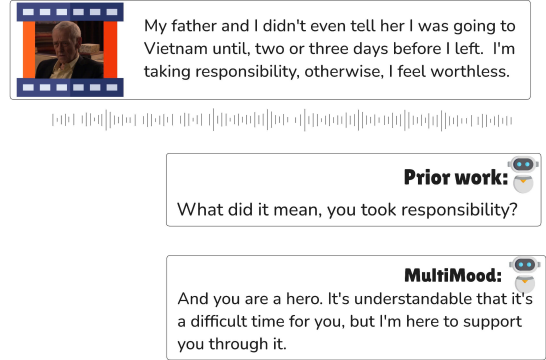 My father and I didn't even tell her I was going to
Vietnam until, two or three days before I left. I'm
taking responsibility, otherwise, I feel worthless.
Prior work:
What did it mean, you took responsibility?
MultiMood:
And you are a hero. It's understandable that it's
a difficult time for you, but I'm here to support
you through it.